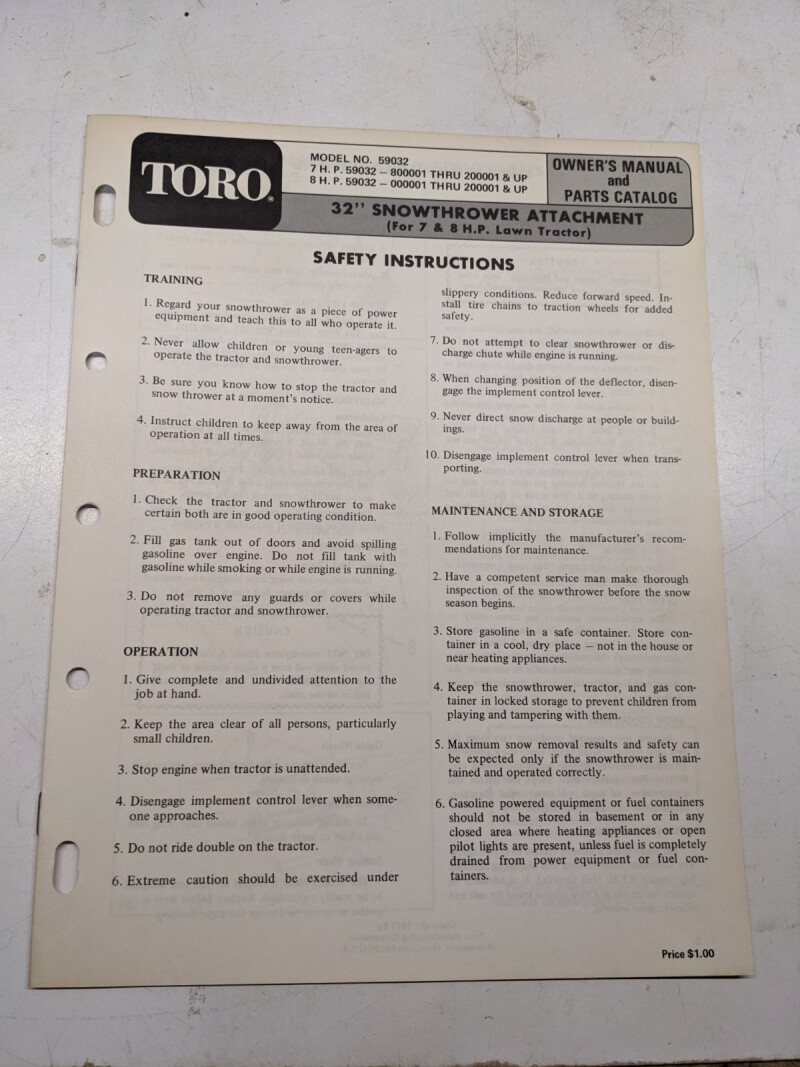 TORO®
MODEL NO. 59032
7 H. P. 59032 – 800001 THRU 200001 & UP
8 H. P. 59032 – 000001 THRU 200001 & UP
OWNER'S MANUAL
and
PARTS CATALOG
32" SNOWTHROWER ATTACHMENT
(For 7 & 8 H.P. Lawn Tractor)
SAFETY INSTRUCTIONS
TRAINING
1. Regard your snowthrower as a piece of power
equipment and teach this to all who operate it.
2. Never allow children or young teen-agers to
operate the tractor and snowthrower.
3. Be sure you know how to stop the tractor and
snow thrower at a moment's notice.
4. Instruct children to keep away from the area of
operation at all times.
PREPARATION
1. Check the tractor and snowthrower to make
certain both are in good operating condition.
2. Fill gas tank out of doors and avoid spilling
gasoline over engine. Do not fill tank with
gasoline while smoking or while engine is running.
3. Do not remove any guards or covers while
operating tractor and snowthrower.
OPERATION
1. Give complete and undivided attention to the
job at hand.
2. Keep the area clear of all persons, particularly
small children.
3. Stop engine when tractor is unattended.
4. Disengage implement control lever when some-
one approaches.
5. Do not ride double on the tractor.
6. Extreme caution should be exercised under
slippery conditions. Reduce forward speed. In-
stall tire chains to traction wheels for added
safety.
7. Do not attempt to clear snowthrower or dis-
charge chute while engine is running.
8. When changing position of the deflector, disen-
gage the implement control lever.
9. Never direct snow discharge at people or build-
ings.
10. Disengage implement control lever when trans-
porting.
MAINTENANCE AND STORAGE
1. Follow implicitly the manufacturer's recom-
mendations for maintenance.
2. Have a competent service man make thorough
inspection of the snowthrower before the snow
season begins.
3. Store gasoline in a safe container. Store con-
tainer in a cool, dry place – not in the house or
near heating appliances.
4. Keep the snowthrower, tractor, and gas con-
tainer in locked storage to prevent children from
playing and tampering with them.
5. Maximum snow removal results and safety can
be expected only if the snowthrower is main-
tained and operated correctly.
6. Gasoline powered equipment or fuel containers
should not be stored in basement or in any
closed area where heating appliances or open
pilot lights are present, unless fuel is completely
drained from power equipment or fuel con-
tainers.
Price $1.00